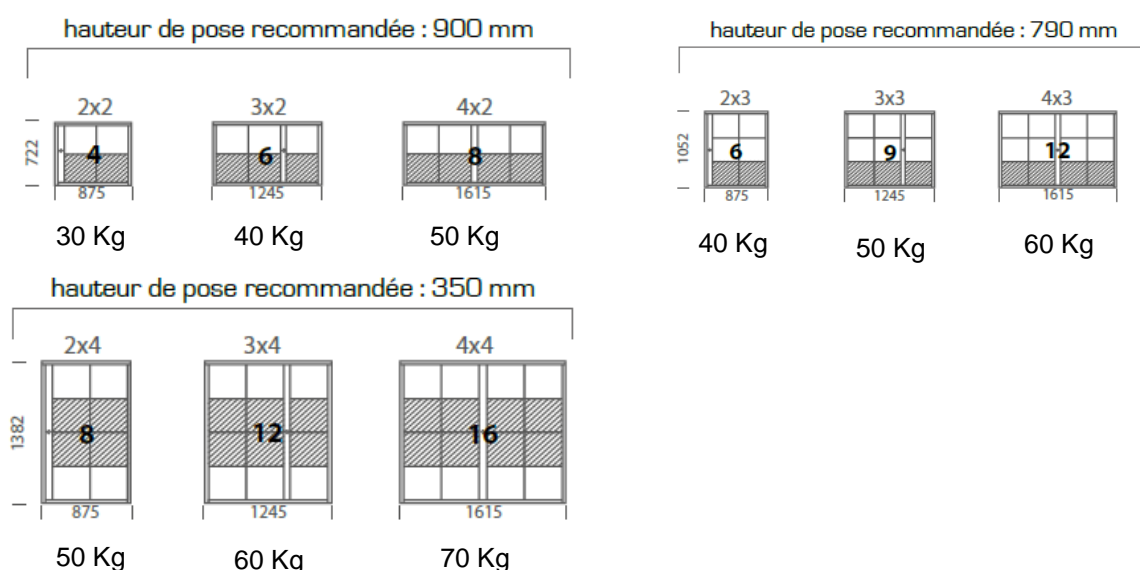 hauteur de pose recommandée : 900 mm
2x2 3x2 4x2
722
4 6 8
875 1245 1615
30 Kg 40 Kg 50 Kg
hauteur de pose recommandée : 790 mm
2x3 3x3 4x3
1052
6 9 12
875 1245 1615
40 Kg 50 Kg 60 Kg
hauteur de pose recommandée : 350 mm
2x4 3x4 4x4
1382
8 12 16
875 1245 1615
50 Kg 60 Kg 70 Kg